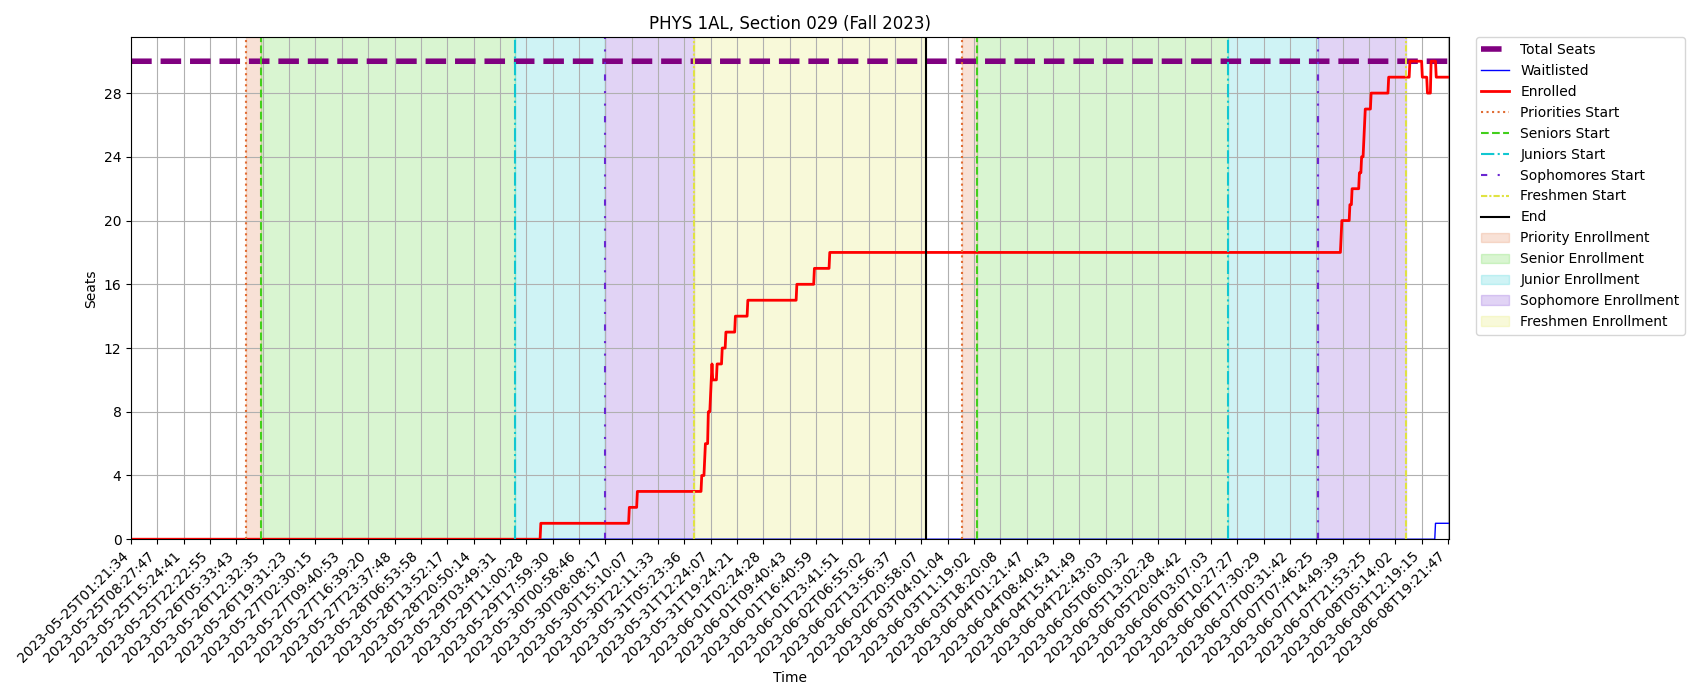 PHYS 1AL, Section 029 (Fall 2023)
Total Seats
Waitlisted
Enrolled
Priorities Start
Seniors Start
Juniors Start
Sophomores Start
Freshmen Start
End
Priority Enrollment
Senior Enrollment
Junior Enrollment
Sophomore Enrollment
Freshmen Enrollment
Seats
28
24
20
16
12
8
4
0
2023-05-25T01:21:34
2023-05-25T08:27:47
2023-05-25T15:24:41
2023-05-25T22:22:55
2023-05-26T05:33:43
2023-05-26T12:32:35
2023-05-26T19:31:23
2023-05-27T02:30:15
2023-05-27T09:40:53
2023-05-27T16:39:20
2023-05-27T23:37:48
2023-05-28T06:53:58
2023-05-28T13:52:17
2023-05-28T20:50:14
2023-05-29T03:49:31
2023-05-29T11:00:28
2023-05-29T17:59:30
2023-05-30T00:58:46
2023-05-30T08:08:17
2023-05-30T15:10:07
2023-05-30T22:11:33
2023-05-31T05:23:36
2023-05-31T12:24:07
2023-05-31T19:24:21
2023-06-01T02:24:28
2023-06-01T09:40:43
2023-06-01T16:40:59
2023-06-01T23:41:51
2023-06-02T06:55:02
2023-06-02T13:56:37
2023-06-02T20:58:07
2023-06-03T04:01:04
2023-06-03T11:19:02
2023-06-03T18:20:08
2023-06-04T01:21:47
2023-06-04T08:40:43
2023-06-04T15:41:49
2023-06-04T22:43:03
2023-06-05T06:00:32
2023-06-05T13:02:28
2023-06-05T20:04:42
2023-06-06T03:07:03
2023-06-06T10:27:27
2023-06-06T17:30:29
2023-06-07T00:31:42
2023-06-07T07:46:25
2023-06-07T14:49:39
2023-06-07T21:53:25
2023-06-08T05:14:02
2023-06-08T12:19:15
2023-06-08T19:21:47
Time